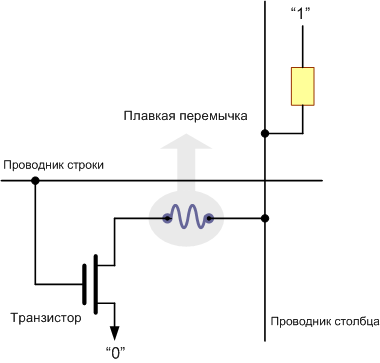 “1”
Плавкая перемычка
Проводник строки
Транзистор
Проводник столбца
“0”